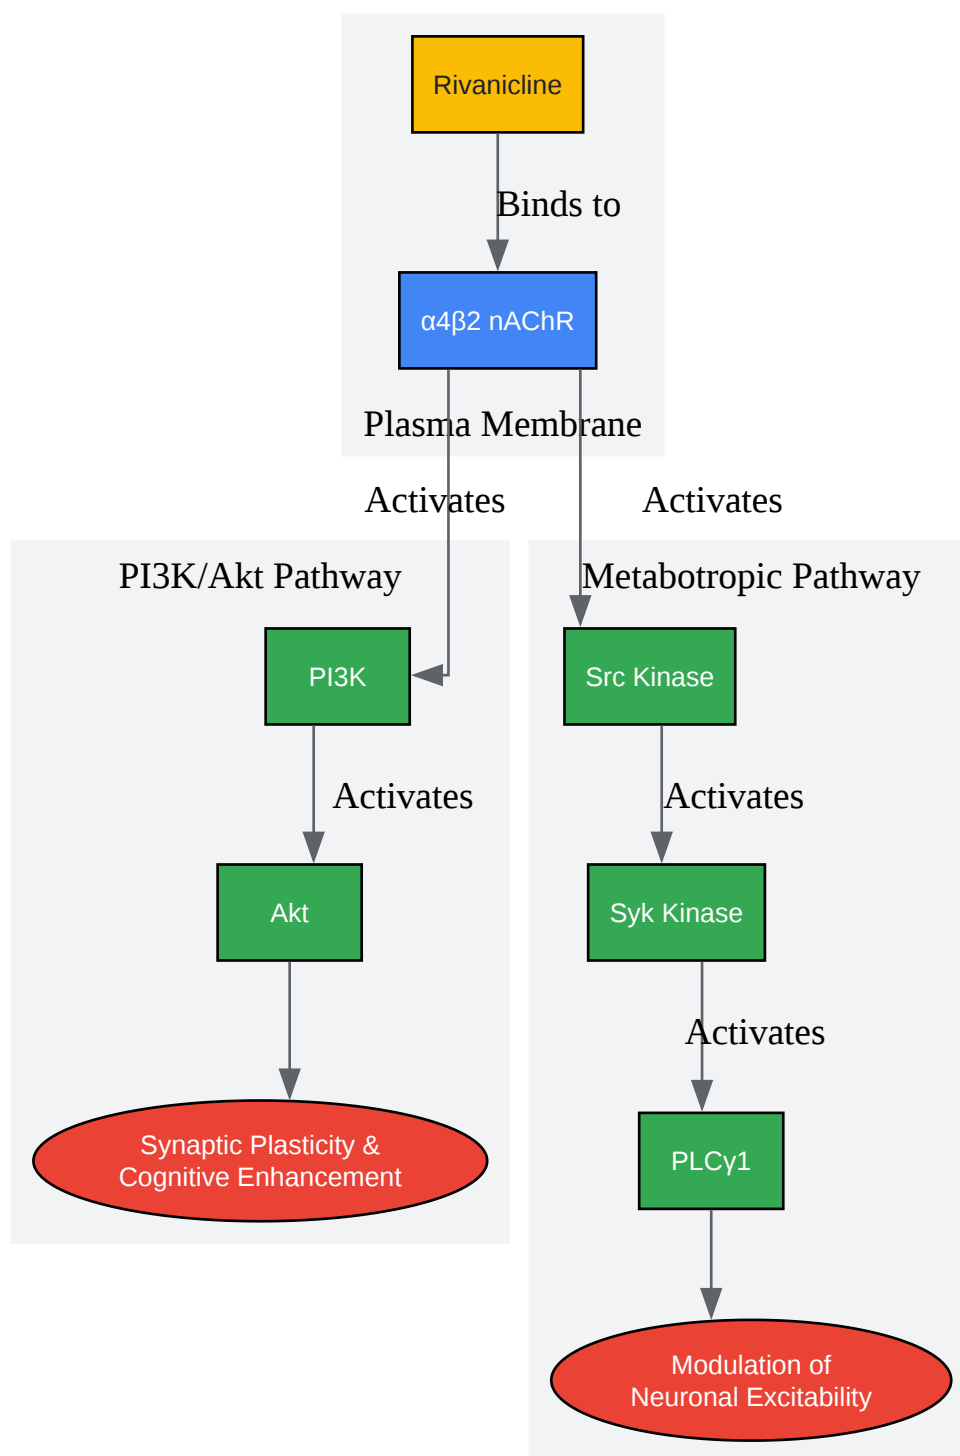 Rivanicline
Binds to
α4β2 nAChR
Plasma Membrane
Activates
Activates
PI3K/Akt Pathway
Metabotropic Pathway
PI3K
Src Kinase
Activates
Activates
Akt
Syk Kinase
Activates
Synaptic Plasticity &
Cognitive Enhancement
PLCγ1
Modulation of
Neuronal Excitability